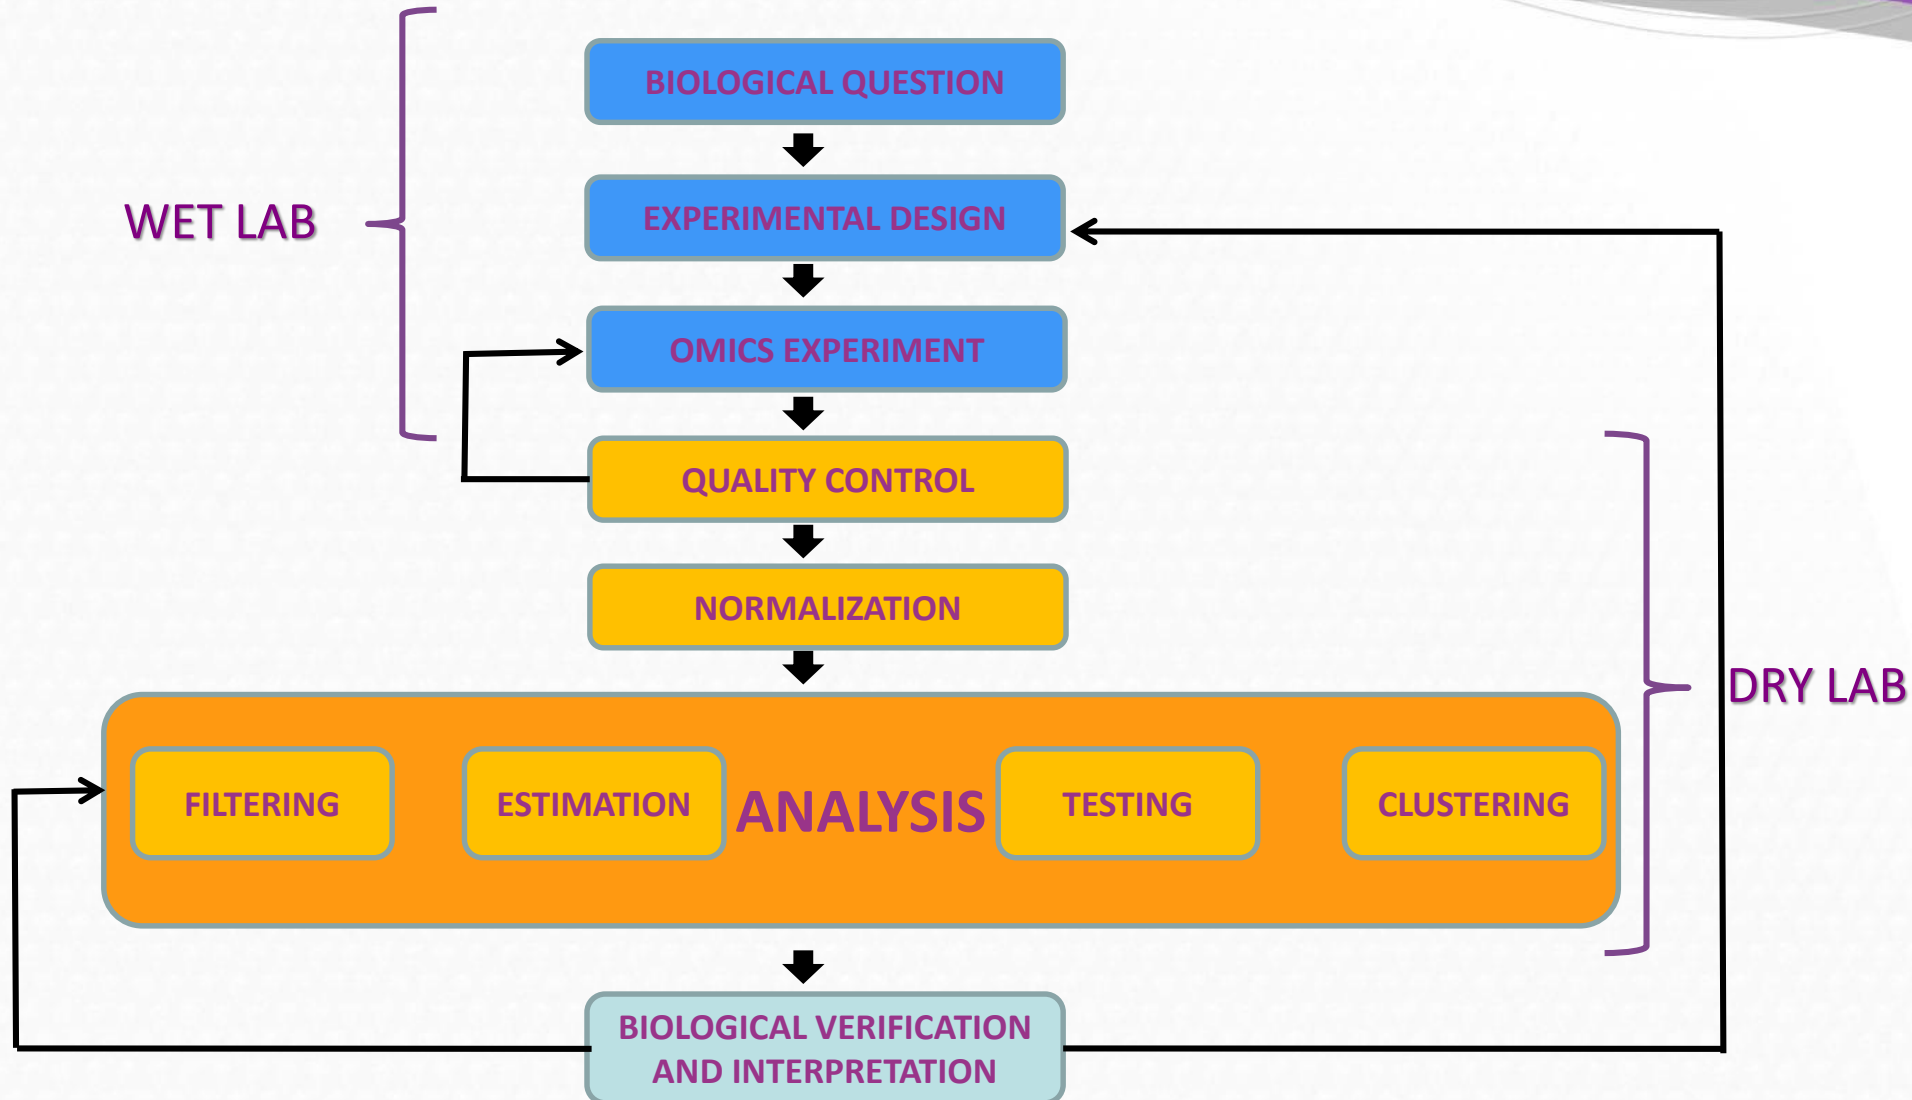 BIOLOGICAL QUESTION
WET LAB
EXPERIMENTAL DESIGN
OMICS EXPERIMENT
QUALITY CONTROL
NORMALIZATION
DRY LAB
FILTERING
ESTIMATION
ANALYSIS
TESTING
CLUSTERING
BIOLOGICAL VERIFICATION
AND INTERPRETATION